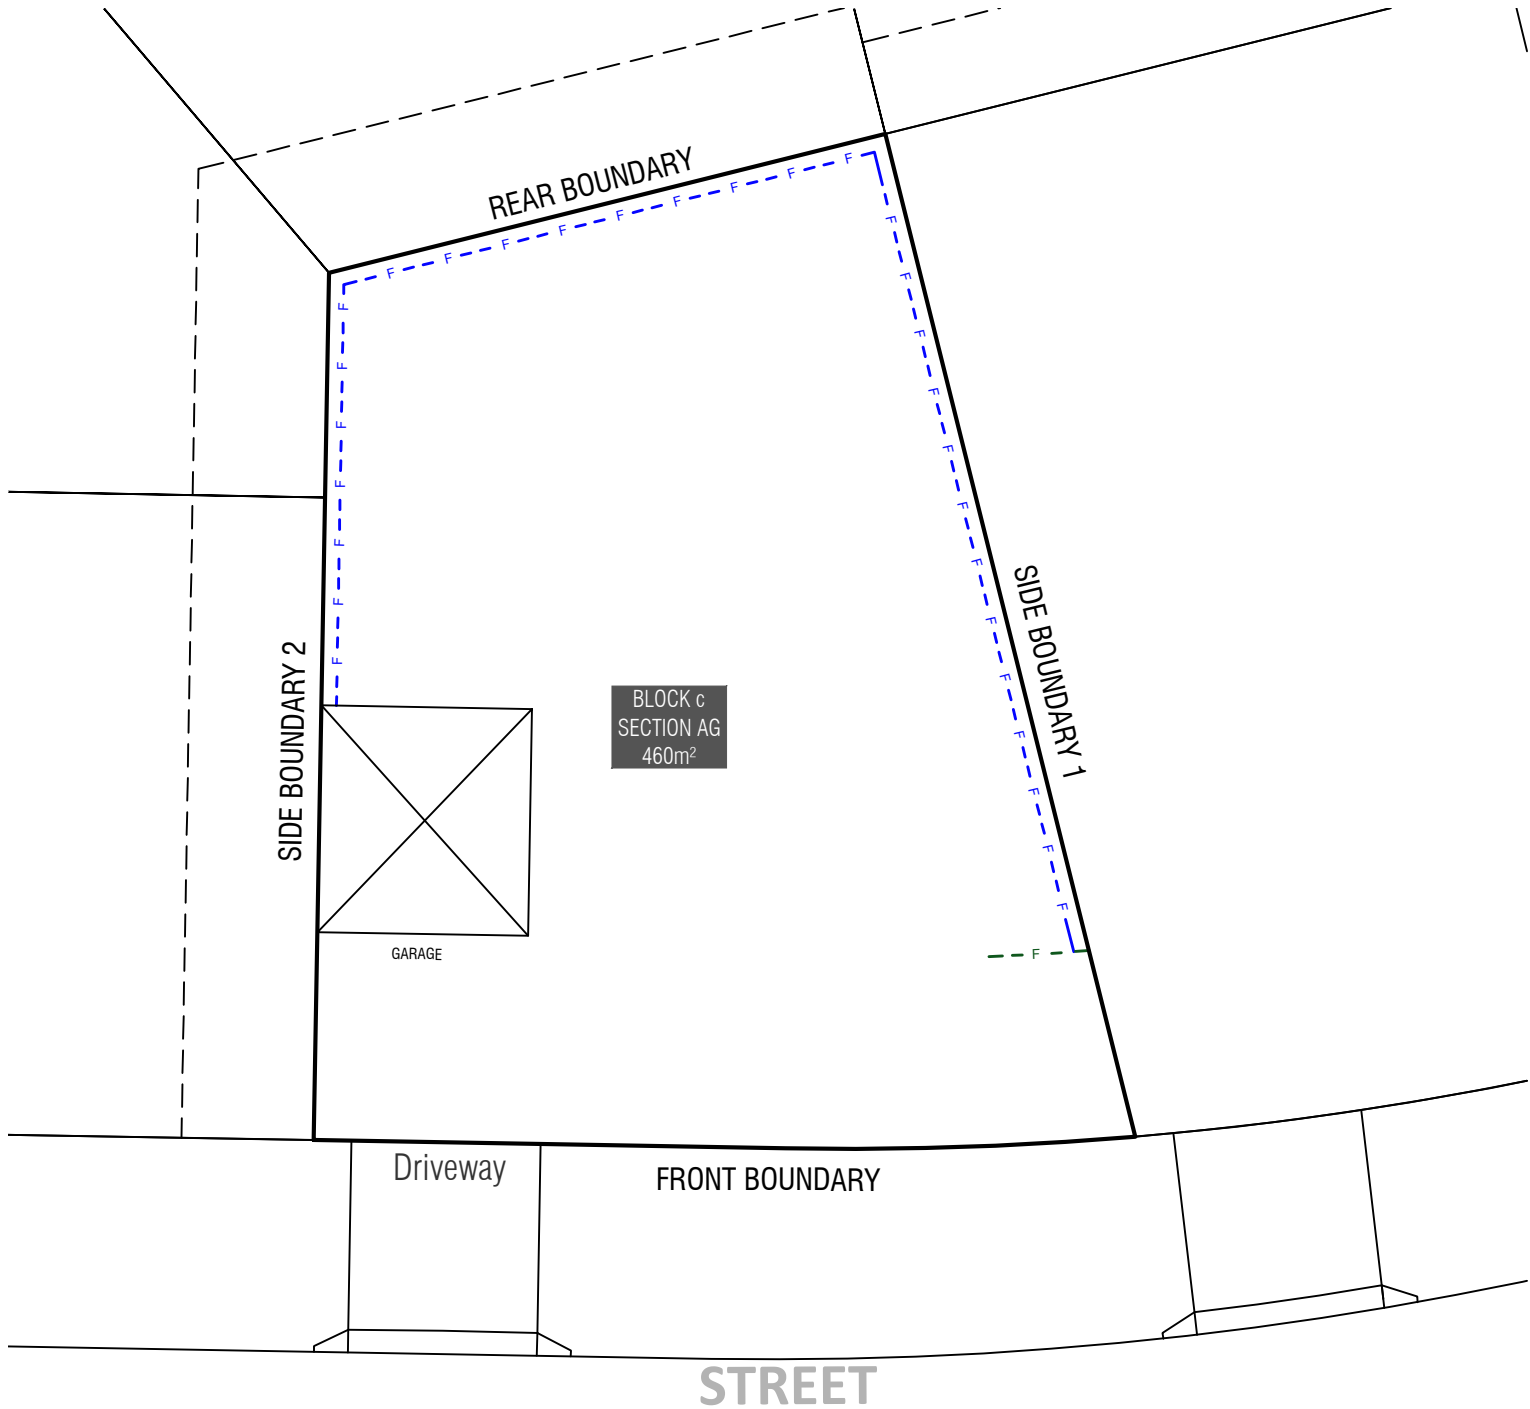 REAR BOUNDARY
F F F F F F F F F
F F F F F F F
F F F F F F F F F F F F F
SIDE BOUNDARY 1
SIDE BOUNDARY 2
BLOCK c
SECTION AG
460m²
GARAGE
F
Driveway
FRONT BOUNDARY
STREET